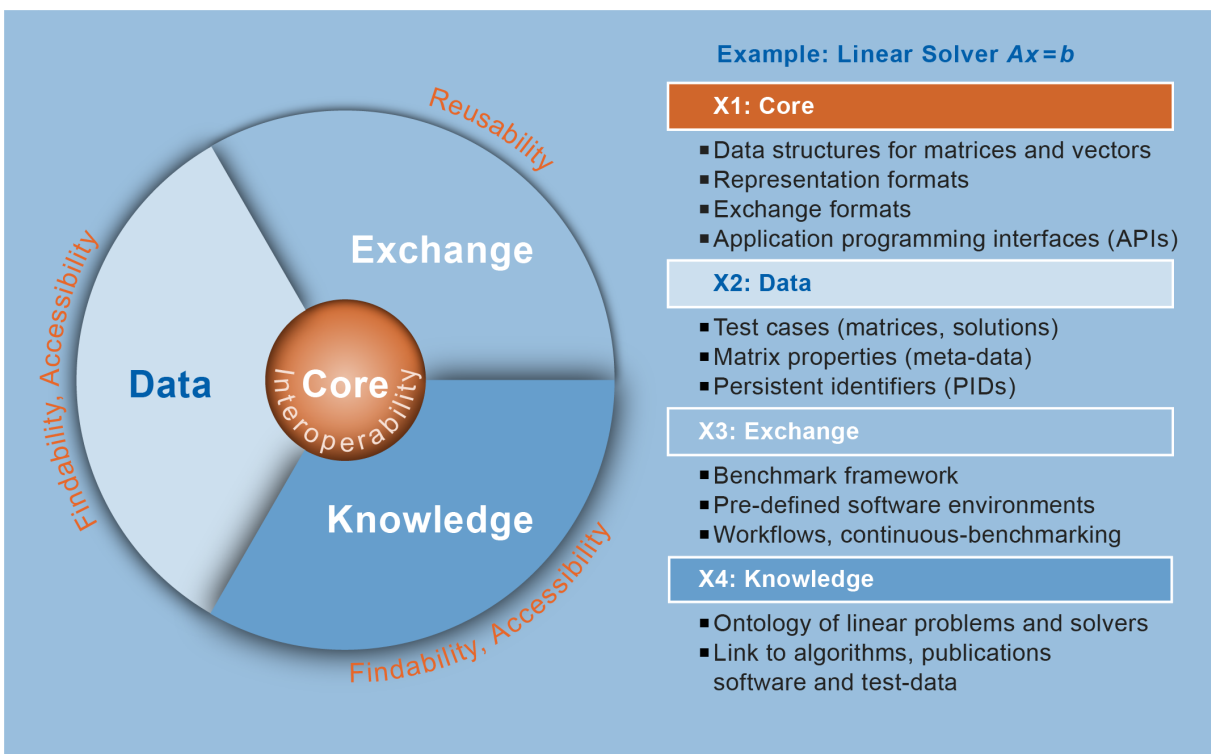 Reusability
Exchange
Findability, Accessibility
Data
Core
Interoperability
Knowledge
Findability, Accessibility
Example: Linear Solver Ax=b
X1: Core
▪ Data structures for matrices and vectors
▪ Representation formats
▪ Exchange formats
▪ Application programming interfaces (APIs)
X2: Data
▪ Test cases (matrices, solutions)
▪ Matrix properties (meta-data)
▪ Persistent identifiers (PIDs)
X3: Exchange
▪ Benchmark framework
▪ Pre-defined software environments
▪ Workflows, continuous-benchmarking
X4: Knowledge
▪ Ontology of linear problems and solvers
▪ Link to algorithms, publications
software and test-data